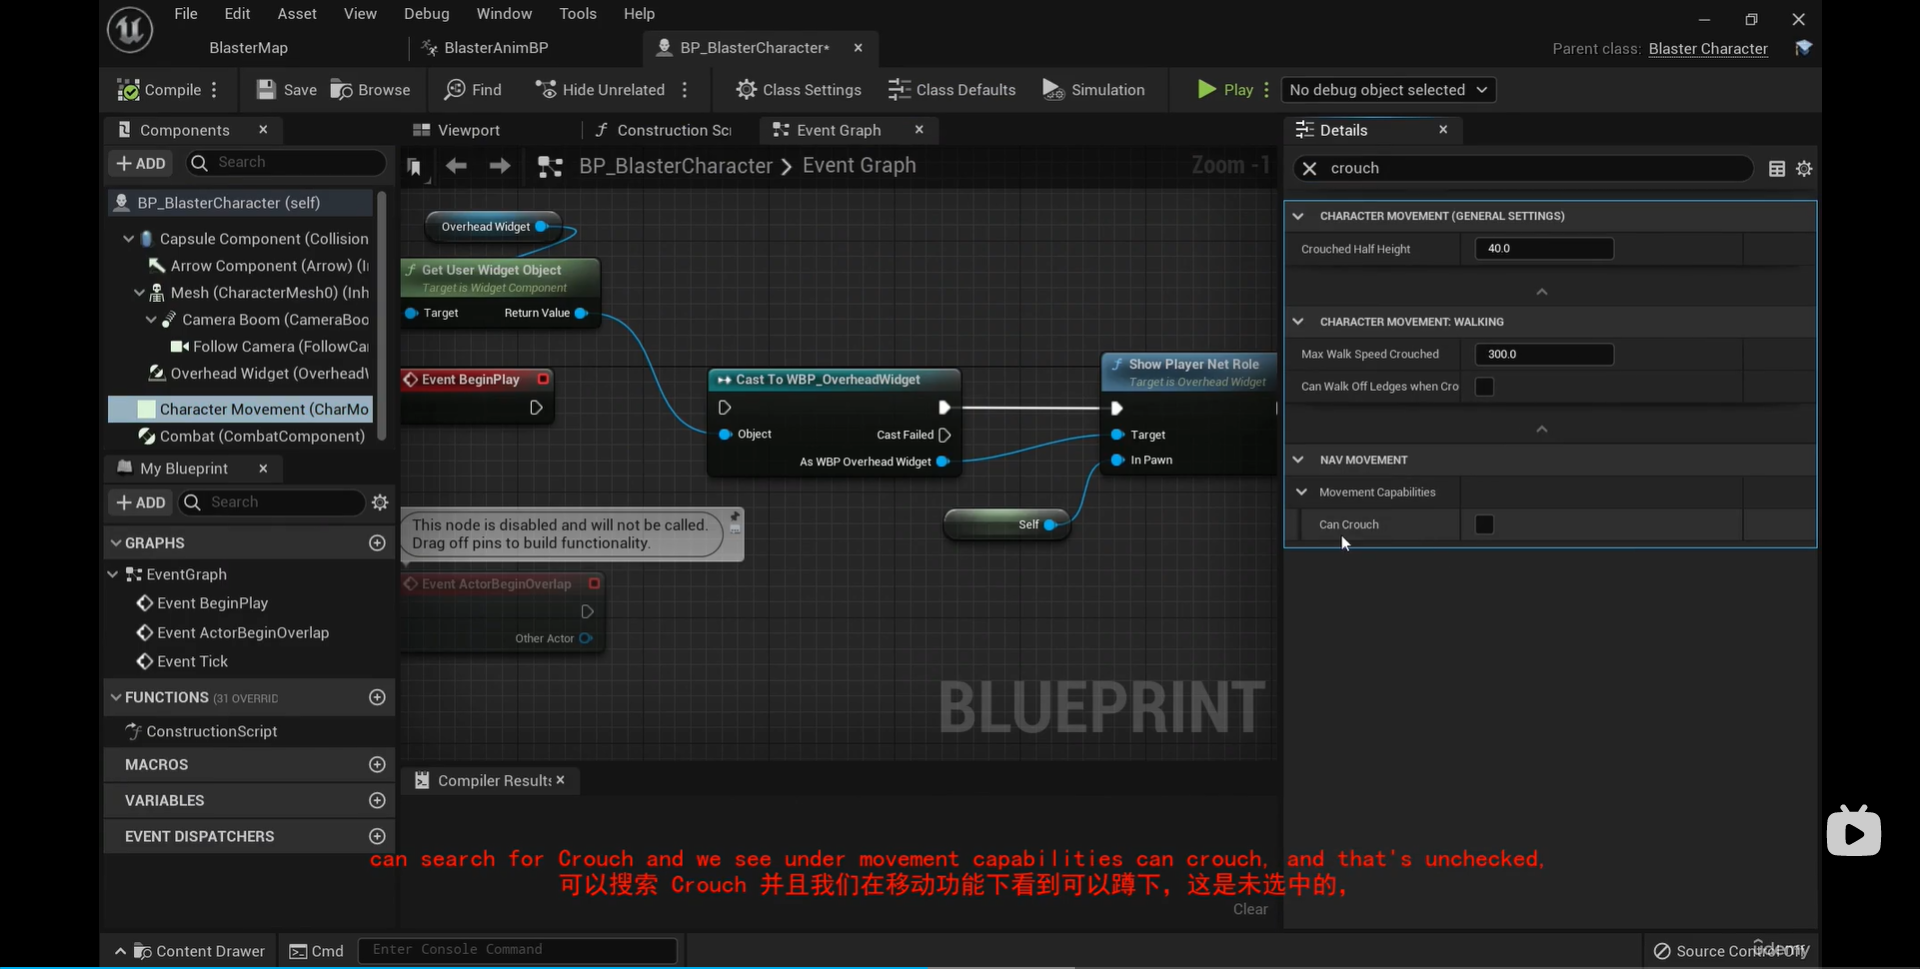 File Edit Asset View Debug Window Tools Help
BlasterMap BlasterAnimBP BP_BlasterCharacter*
Parent class: Blaster Character
Compile Save Browse Find Hide Unrelated Class Settings Class Defaults Simulation Play No debug object selected
Components
Viewport Construction Scr Event Graph
Details
ADD Search
BP_BlasterCharacter Event Graph
Zoom -1
crouch
BP_BlasterCharacter (self)
Capsule Component (Collision
Arrow Component (Arrow) (I
Mesh (CharacterMesh0) (Inh
Camera Boom (CameraBoo
Follow Camera (FollowCa
Overhead Widget (Overhead
Character Movement (CharMo
Combat (CombatComponent)
My Blueprint
ADD Search
GRAPHS
EventGraph
Event BeginPlay
Event ActorBeginOverlap
Event Tick
FUNCTIONS (31 OVERRID
ConstructionScript
MACROS
VARIABLES
EVENT DISPATCHERS
Overhead Widget
Get User Widget Object
Target is Widget Component
Target Return Value
Event BeginPlay
Cast To WBP_OverheadWidget
Object Cast Failed
As WBP Overhead Widget
Show Player Net Role
Target is Overhead Widget
Target
In Pawn
Self
This node is disabled and will not be called.
Drag off pins to build functionality.
Event ActorBeginOverlap
Other Actor
BLUEPRINT
CHARACTER MOVEMENT (GENERAL SETTINGS)
Crouched Half Height 40.0
CHARACTER MOVEMENT: WALKING
Max Walk Speed Crouched 300.0
Can Walk Off Ledges when Cro
NAV MOVEMENT
Movement Capabilities
Can Crouch
Compiler Results
can search for Crouch and we see under movement capabilities can crouch, and that's unchecked,
可以搜索 Crouch 并且我们在移动功能下看到可以蹲下，这是未选中的，
Clear
Content Drawer Cmd Enter Console Command
Source Control Off
udemy